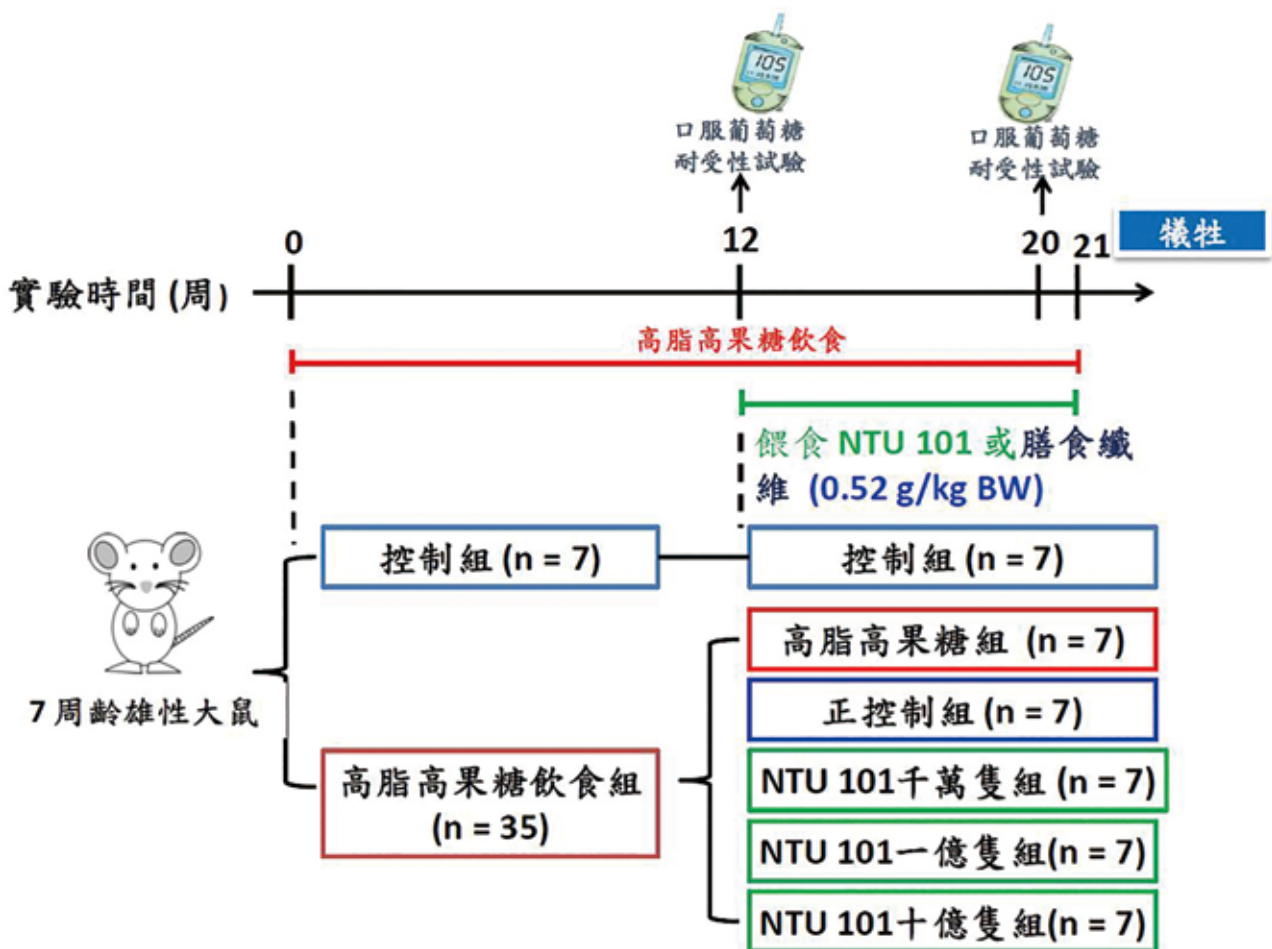 105
105
口服葡萄糖
耐受性試驗
口服葡萄糖
耐受性試驗
0
12
20
21
犧牲
實驗時間 (周)
高脂高果糖飲食
餵食 NTU 101 或膳食纖
維 (0.52 g/kg BW)
控制組 (n = 7)
控制組 (n = 7)
7 周齡雄性大鼠
高脂高果糖飲食組
(n = 35)
高脂高果糖組 (n = 7)
正控制組 (n = 7)
NTU 101千萬隻組 (n = 7)
NTU 101一億隻組(n = 7)
NTU 101十億隻組(n = 7)